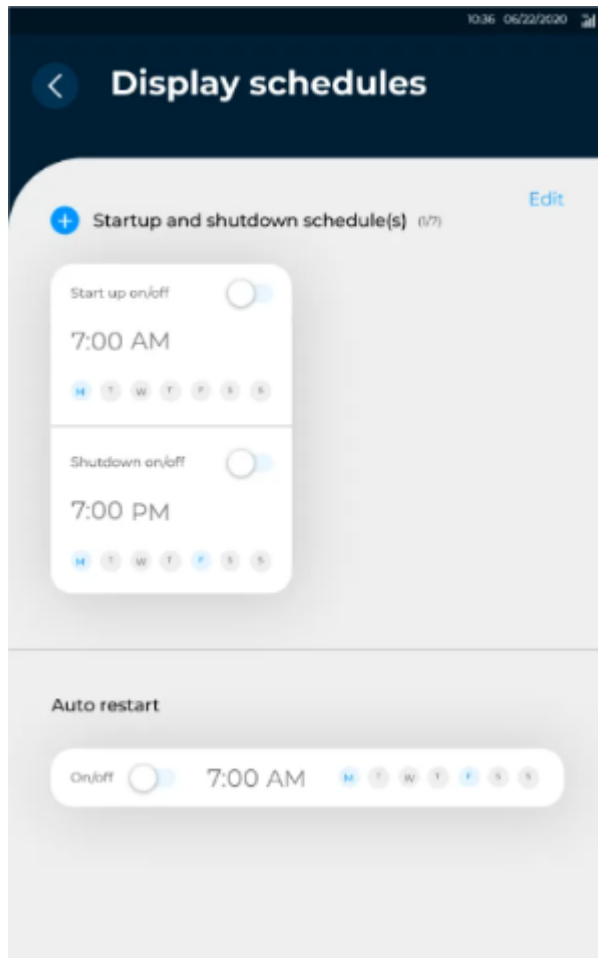 10:36 06/22/2020
Display schedules
Edit
Startup and shutdown schedule(s) (1/7)
Start up on/off
7:00 AM
M T W T F S S
Shutdown on/off
7:00 PM
M T W T F S S
Auto restart
On/off 7:00 AM M T W T F S S